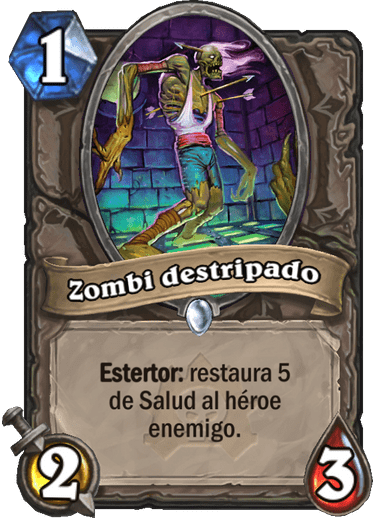 1
Zombi destripado
Estertor: restaura 5
de Salud al héroe
enemigo.
2
3